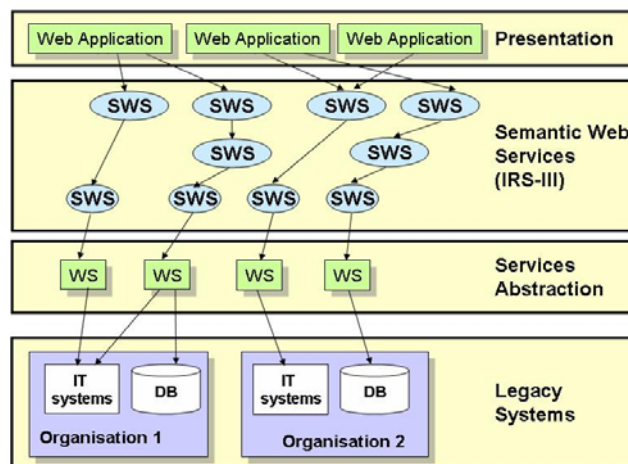 Web Application Web Application Web Application Presentation
SWS SWS SWS SWS
SWS SWS
Semantic Web
Services
(IRS-III)
SWS SWS SWS SWS
WS WS WS WS
Services
Abstraction
IT
systems
DB
Organisation 1
IT
systems
DB
Organisation 2
Legacy
Systems